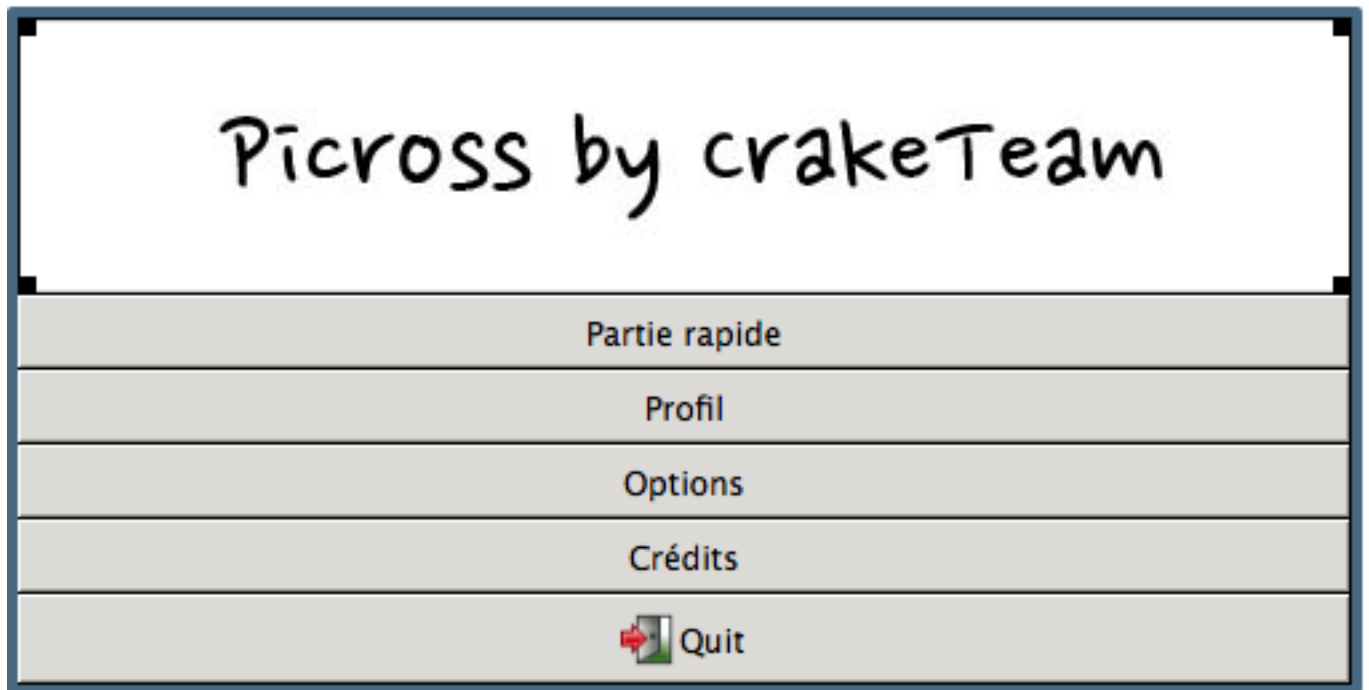 Picross by crakeTeam
Partie rapide
Profil
Options
Crédits
Quit